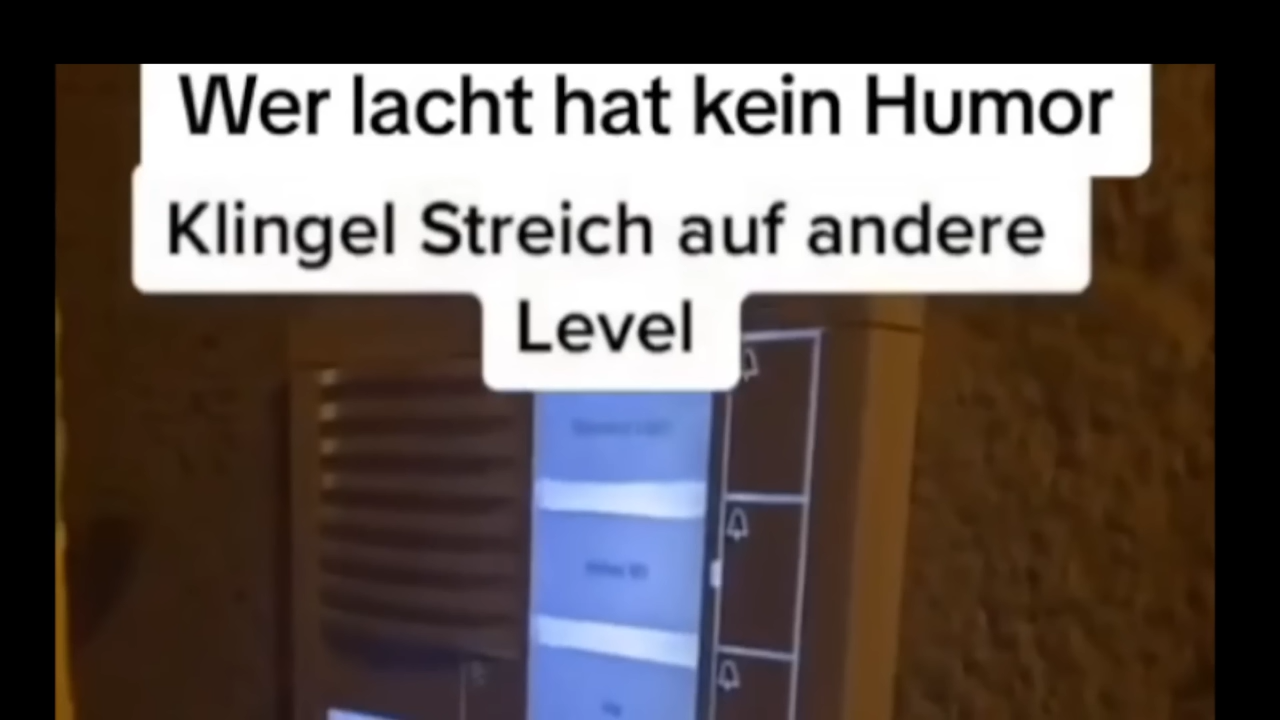 Wer lacht hat kein Humor
Klingel Streich auf andere
Level